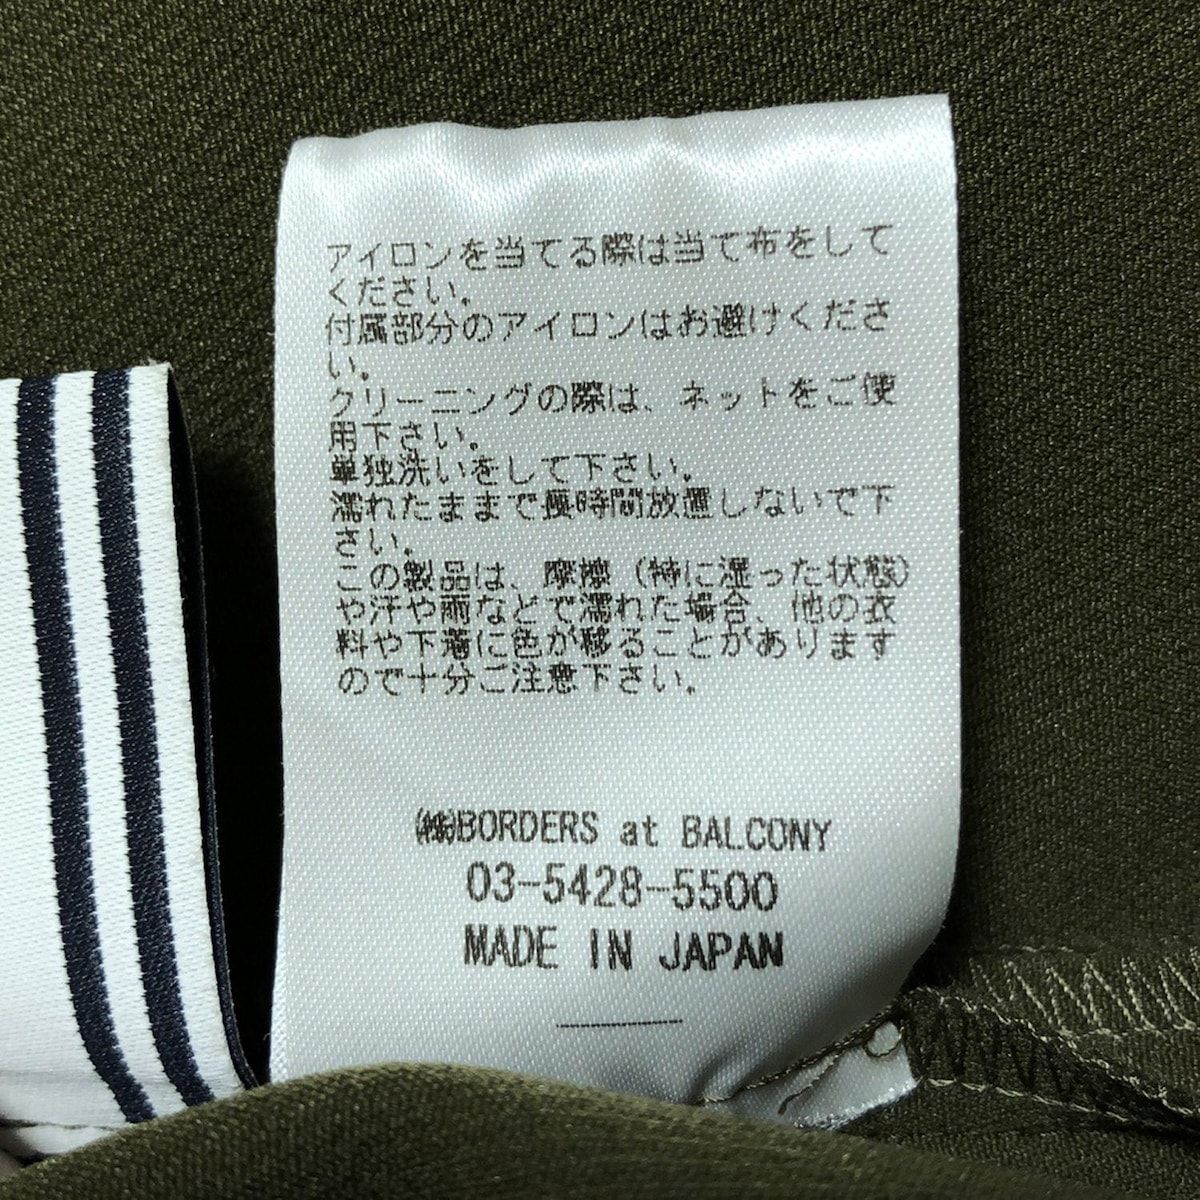 アイロンを当てる際は当て布をして
ください。
付属部分のアイロンはお避けくださ
い。
クリーニングの際は、ネットをご使
用下さい。
単独洗いをして下さい。
濡れたままで長時間放置しないで下
さい。
この製品は、摩擦(特に湿った状態)
や汗や雨などで濡れた場合、他の衣
料や下着に色が移ることがあります
ので十分ご注意下さい。
㈱BORDERS at BALCONY
03-5428-5500
MADE IN JAPAN